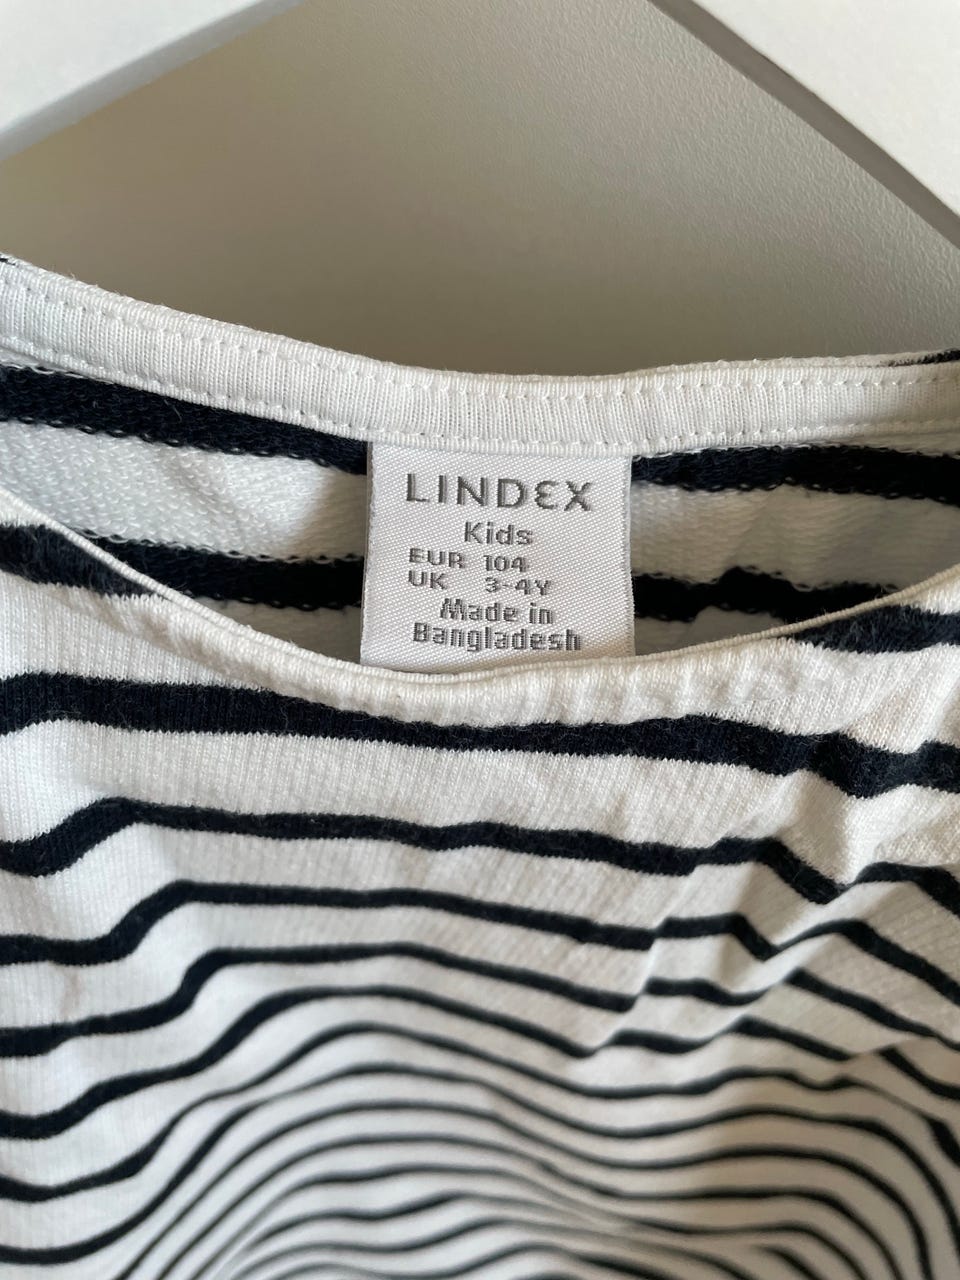 LINDEX
Kids
EUR 104
UK 3-4Y
Made in
Bangladesh